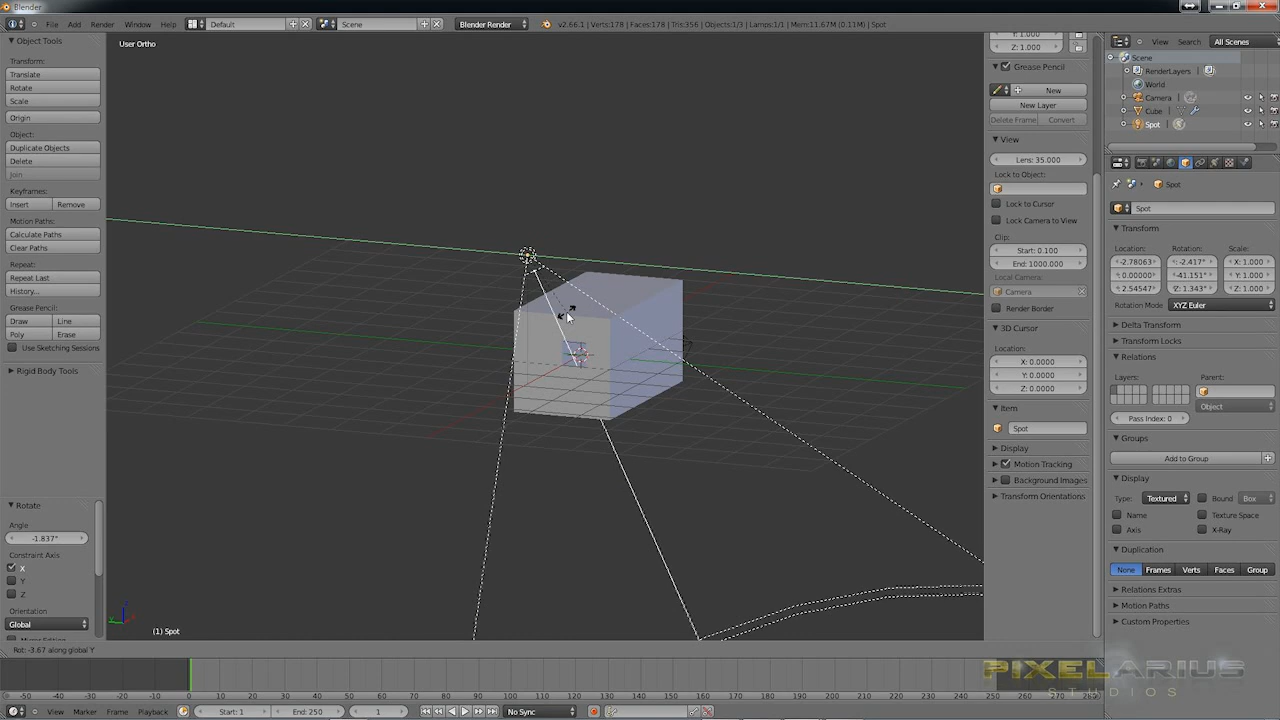 Blender
File Add Render Window Help Default Scene Blender Render v2.66.1 | Verts:178 | Faces:178 | Tris:356 | Objects:1/3 | Lamps:1/1 | Mem:11.67M (0.11M) | Spot
Object Tools
Transform:
Translate
Rotate
Scale
Origin
Object:
Duplicate Objects
Delete
Join
Keyframes:
Insert Remove
Motion Paths:
Calculate Paths
Clear Paths
Repeat:
Repeat Last
History...
Grease Pencil:
Draw Line
Poly Erase
Use Sketching Sessions
Rigid Body Tools
Rotate
Angle
-1.837°
Constraint Axis
X
Y
Z
Orientation
Global
User Ortho
(1) Spot
Rot: -3.67 along global Y
Y: 1.000
Z: 1.000
Grease Pencil
New
New Layer
Delete Frame Convert
View
Lens: 35.000
Lock to Object:
Lock to Cursor
Lock Camera to View
Clip:
Start: 0.100
End: 1000.000
Local Camera:
Camera
Render Border
3D Cursor
Location:
X: 0.0000
Y: 0.0000
Z: 0.0000
Item
Spot
Display
Motion Tracking
Background Images
Transform Orientations
View Search All Scenes
Scene
RenderLayers
World
Camera
Cube
Spot
Spot
Spot
Transform
Location: Rotation: Scale:
-2.78063 -2.417° X: 1.000
0.00000 -41.151° Y: 1.000
2.54547 1.343° Z: 1.000
Rotation Mode XYZ Euler
Delta Transform
Transform Locks
Relations
Layers: Parent:
Object
Pass Index: 0
Groups
Add to Group
Display
Type: Textured Bound Box
Name Texture Space
Axis X-Ray
Duplication
None Frames Verts Faces Group
Relations Extras
Motion Paths
Custom Properties
PIXELARIUS
STUDIOS
-50 -40 -30 -20 -10 0 10 20 30 40 50 60 70 80 90 100 110 120 130 140 150 160 170 180 190 200 210 220 230 240 250 260 270 280
View Marker Frame Playback Start: 1 End: 250 1 No Sync